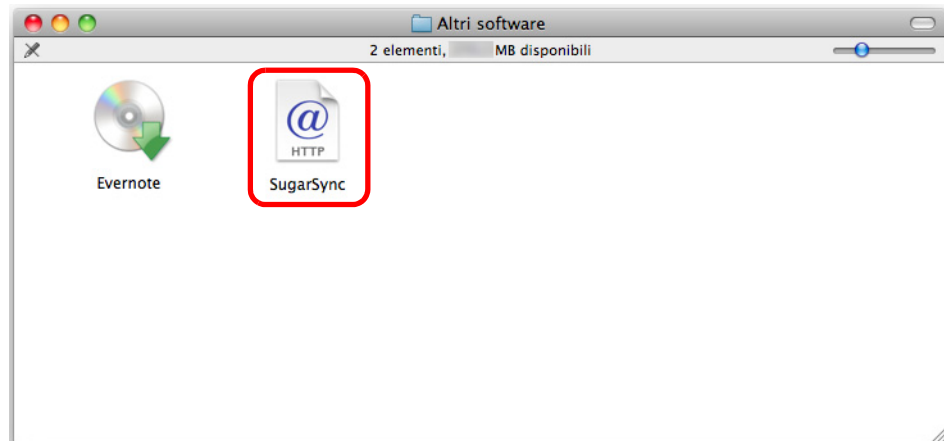 Altri software
2 elementi, MB disponibili
@
HTTP
Evernote
SugarSync